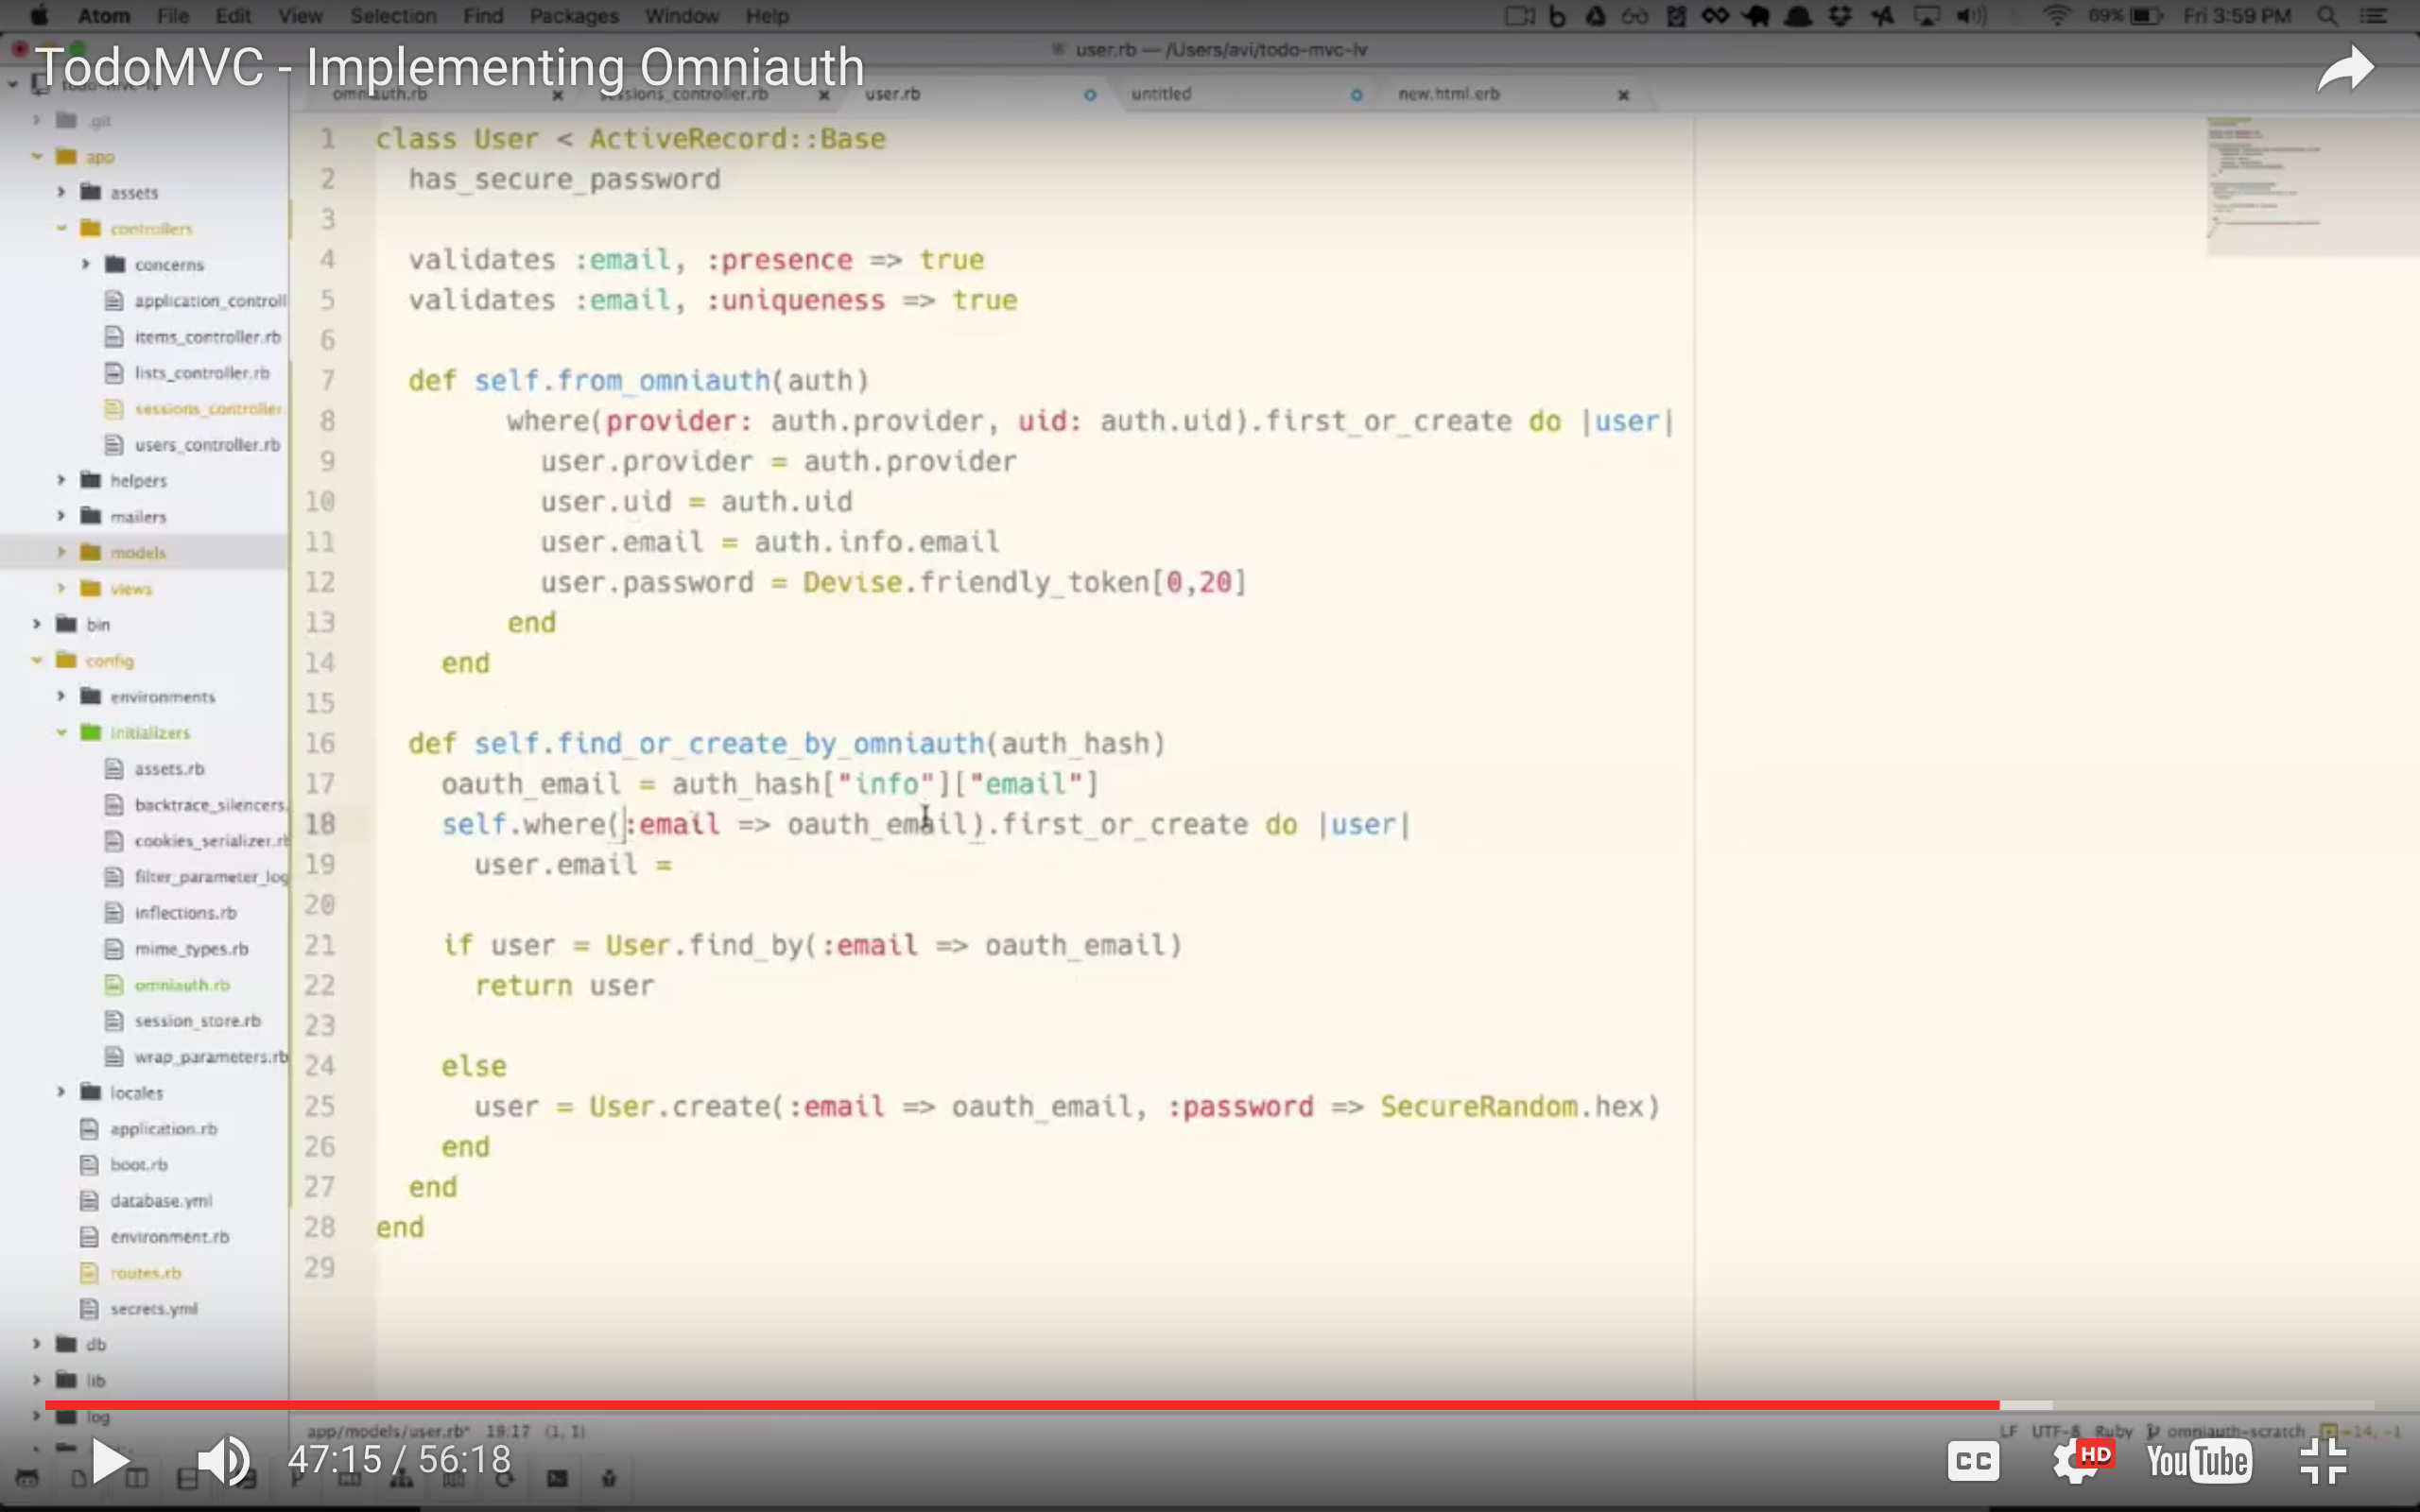 Atom File Edit View Selection Find Packages Window Help 69% Fri 3:59 PM
user.rb — /Users/avi/todo-mvc-lv
TodoMVC - Implementing Omniauth
omniauth.rb sessions_controller.rb user.rb untitled new.html.erb
todo-mvc-lv
.git
app
assets
controllers
concerns
application_controll
items_controller.rb
lists_controller.rb
sessions_controller.
users_controller.rb
helpers
mailers
models
views
bin
config
environments
initializers
assets.rb
backtrace_silencers.
cookies_serializer.rb
filter_parameter_log
inflections.rb
mime_types.rb
omniauth.rb
session_store.rb
wrap_parameters.rb
locales
application.rb
boot.rb
database.yml
environment.rb
routes.rb
secrets.yml
db
lib
log
1 class User < ActiveRecord::Base
2 has_secure_password
3
4 validates :email, :presence => true
5 validates :email, :uniqueness => true
6
7 def self.from_omniauth(auth)
8 where(provider: auth.provider, uid: auth.uid).first_or_create do |user|
9 user.provider = auth.provider
10 user.uid = auth.uid
11 user.email = auth.info.email
12 user.password = Devise.friendly_token[0,20]
13 end
14 end
15
16 def self.find_or_create_by_omniauth(auth_hash)
17 oauth_email = auth_hash["info"]["email"]
18 self.where(:email => oauth_email).first_or_create do |user|
19 user.email =
20
21 if user = User.find_by(:email => oauth_email)
22 return user
23
24 else
25 user = User.create(:email => oauth_email, :password => SecureRandom.hex)
26 end
27 end
28 end
29
app/models/user.rb* 18:17 (1, 1) LF UTF-8 Ruby omniauth-scratch +14, -1
47:15 / 56:18 CC HD YouTube